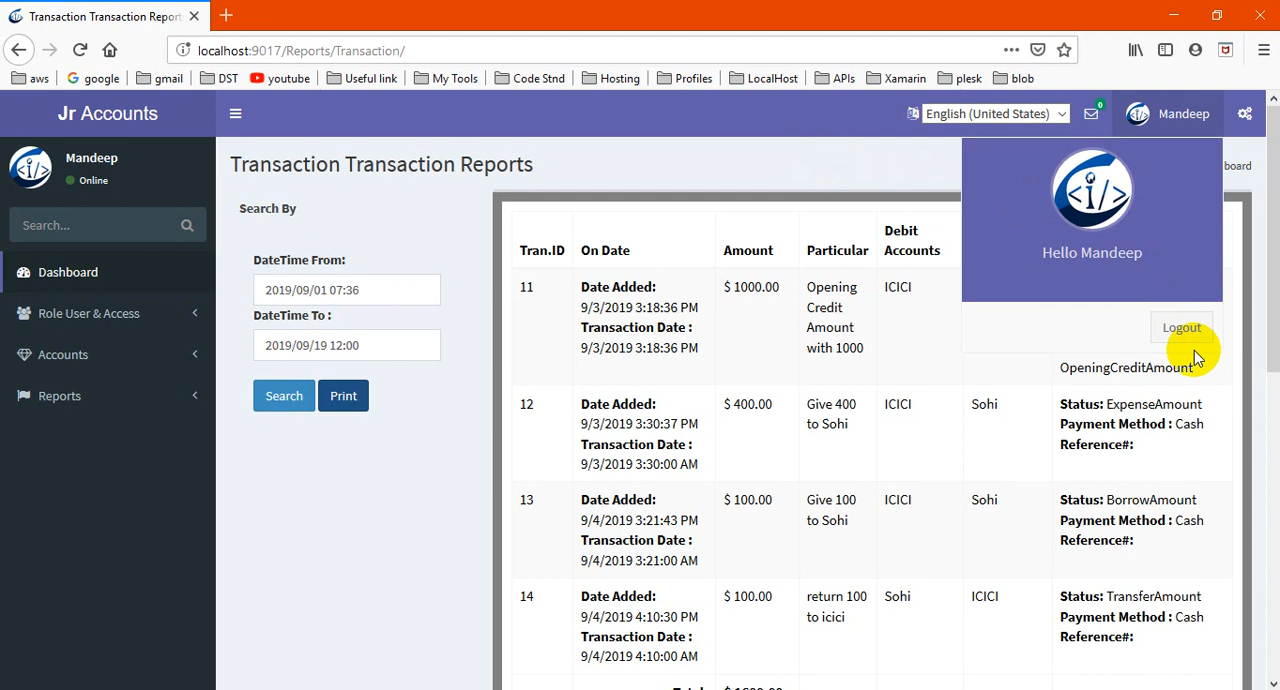 Transaction Transaction Report
localhost:9017/Reports/Transaction/
aws
google
gmail
DST
youtube
Useful link
My Tools
Code Stnd
Hosting
Profiles
LocalHost
APIs
Xamarin
plesk
blob
Jr Accounts
English (United States)
0
Mandeep
Mandeep
Online
Search...
Dashboard
Role User & Access
Accounts
Reports
Transaction Transaction Reports
board
<i/>
Hello Mandeep
Logout
Search By
DateTime From:
2019/09/01 07:36
DateTime To :
2019/09/19 12:00
Search
Print
Tran.ID
On Date
Amount
Particular
Debit
Accounts
11
Date Added:
9/3/2019 3:18:36 PM
Transaction Date :
9/3/2019 3:18:36 PM
$ 1000.00
Opening
Credit
Amount
with 1000
ICICI
OpeningCreditAmount
12
Date Added:
9/3/2019 3:30:37 PM
Transaction Date :
9/3/2019 3:30:00 AM
$ 400.00
Give 400
to Sohi
ICICI
Sohi
Status: ExpenseAmount
Payment Method : Cash
Reference#:
13
Date Added:
9/4/2019 3:21:43 PM
Transaction Date :
9/4/2019 3:21:00 AM
$ 100.00
Give 100
to Sohi
ICICI
Sohi
Status: BorrowAmount
Payment Method : Cash
Reference#:
14
Date Added:
9/4/2019 4:10:30 PM
Transaction Date :
9/4/2019 4:10:00 AM
$ 100.00
return 100
to icici
Sohi
ICICI
Status: TransferAmount
Payment Method : Cash
Reference#: